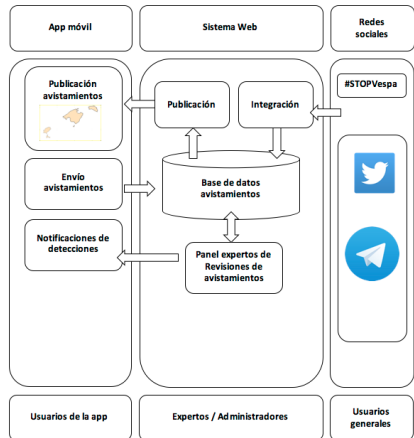 App móvil
Sistema Web
Redes
sociales
Publicación
avistamientos
Envío
avistamientos
Notificaciones de
detecciones
Publicación
Integración
Base de datos
avistamientos
Panel expertos de
Revisiones de
avistamientos
#STOPVespa
Usuarios de la app
Expertos / Administradores
Usuarios
generales